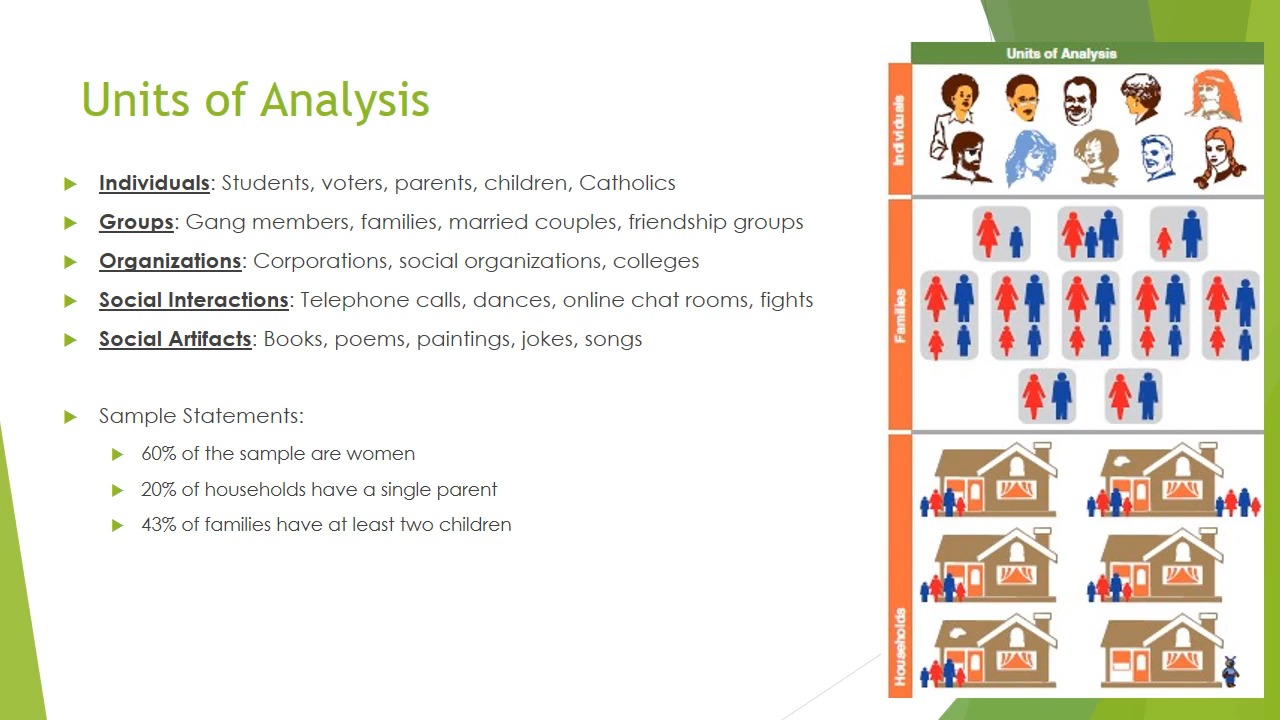 Units of Analysis
Individuals: Students, voters, parents, children, Catholics
Groups: Gang members, families, married couples, friendship groups
Organizations: Corporations, social organizations, colleges
Social Interactions: Telephone calls, dances, online chat rooms, fights
Social Artifacts: Books, poems, paintings, jokes, songs
Sample Statements:
60% of the sample are women
20% of households have a single parent
43% of families have at least two children
Units of Analysis
Individuals
Families
Households